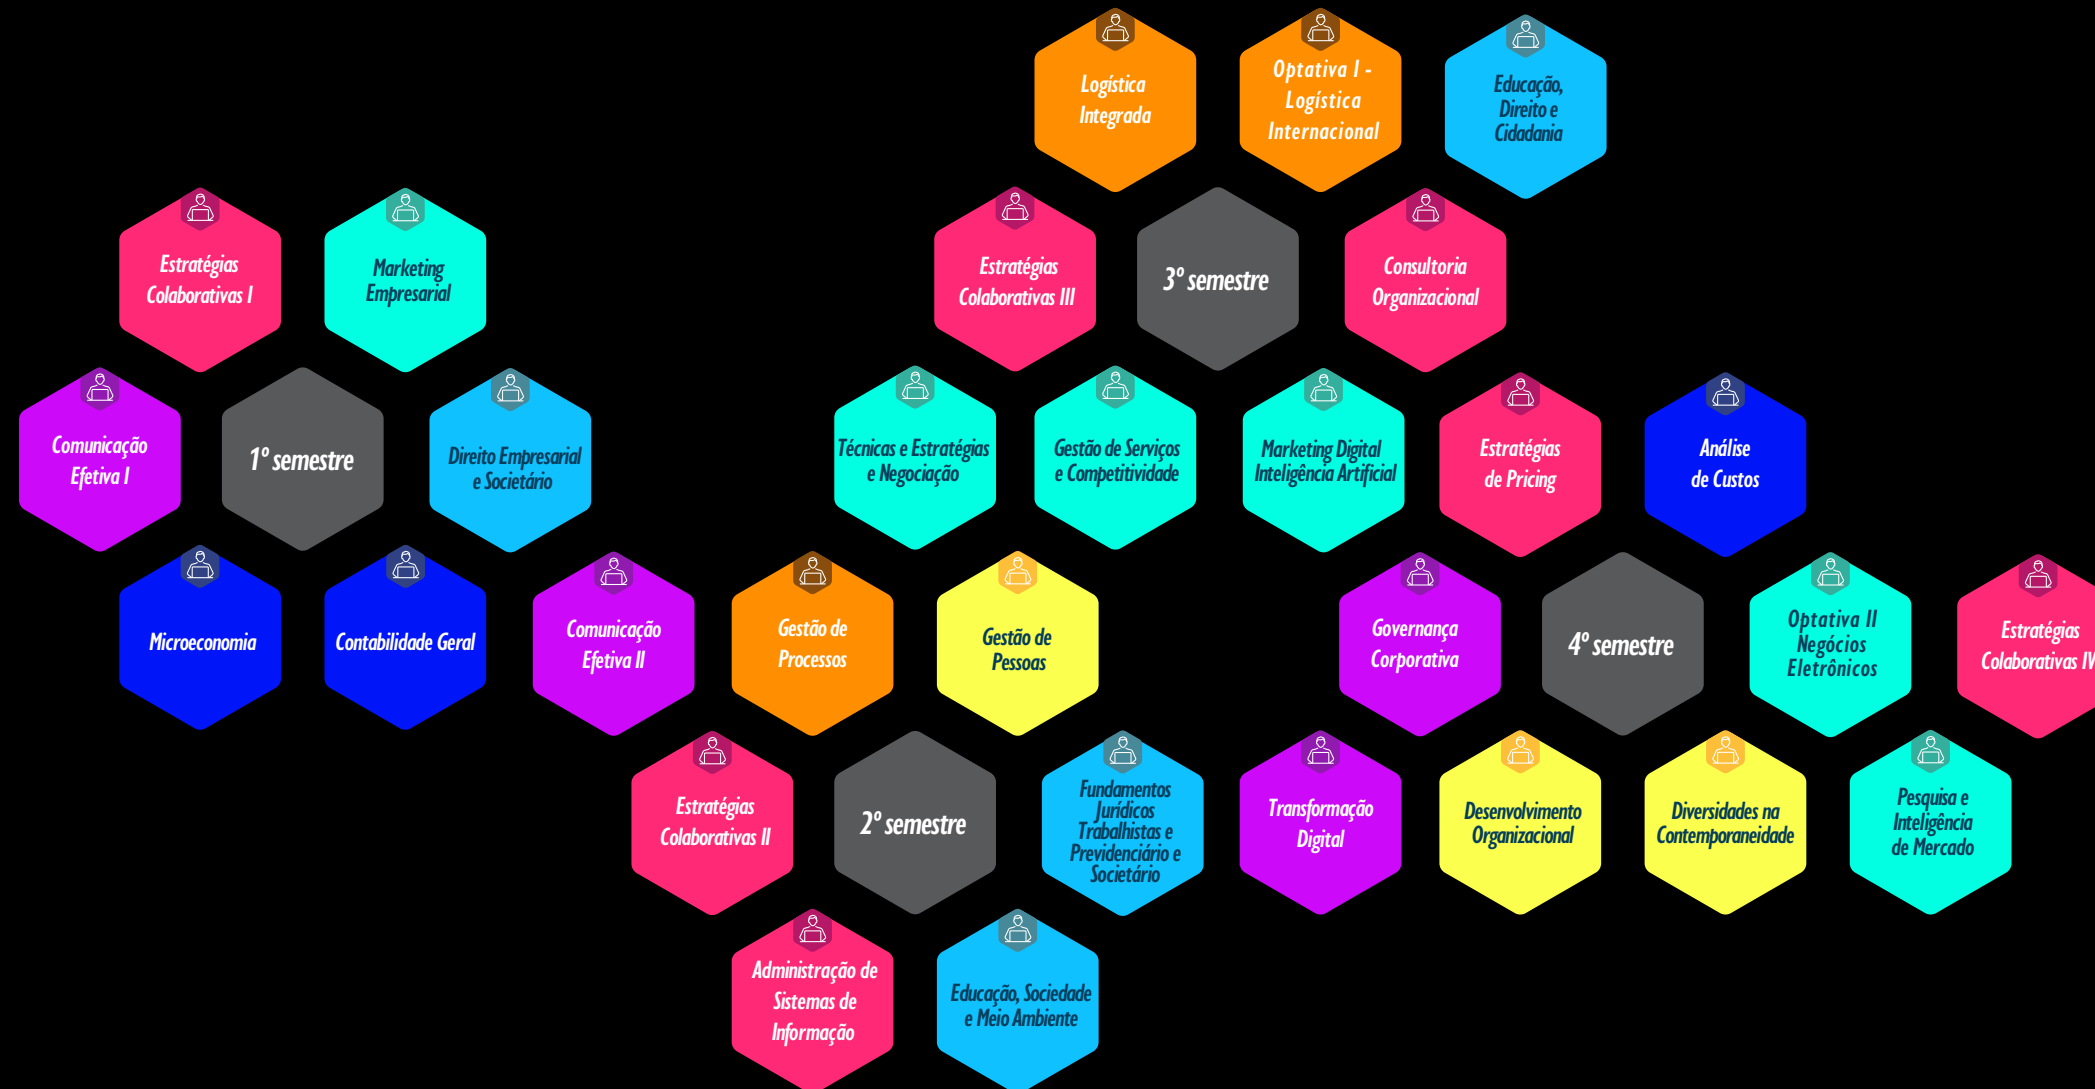 Logística
Integrada
Optativa I -
Logística
Internacional
Educação,
Direito e
Cidadania
Estratégias
Colaborativas I
Marketing
Empresarial
Estratégias
Colaborativas III
3º semestre
Consultoria
Organizacional
Comunicação
Efetiva I
1º semestre
Direito Empresarial
e Societário
Técnicas e Estratégias
e Negociação
Gestão de Serviços
e Competitividade
Marketing Digital
Inteligência Artificial
Estratégias
de Pricing
Análise
de Custos
Microeconomia
Contabilidade Geral
Comunicação
Efetiva II
Gestão de
Processos
Gestão de
Pessoas
Governança
Corporativa
4º semestre
Optativa II
Negócios
Eletrônicos
Estratégias
Colaborativas IV
Estratégias
Colaborativas II
2º semestre
Fundamentos
Jurídicos
Trabalhistas e
Previdenciário e
Societário
Transformação
Digital
Desenvolvimento
Organizacional
Diversidades na
Contemporaneidade
Pesquisa e
Inteligência
de Mercado
Administração de
Sistemas de
Informação
Educação, Sociedade
e Meio Ambiente